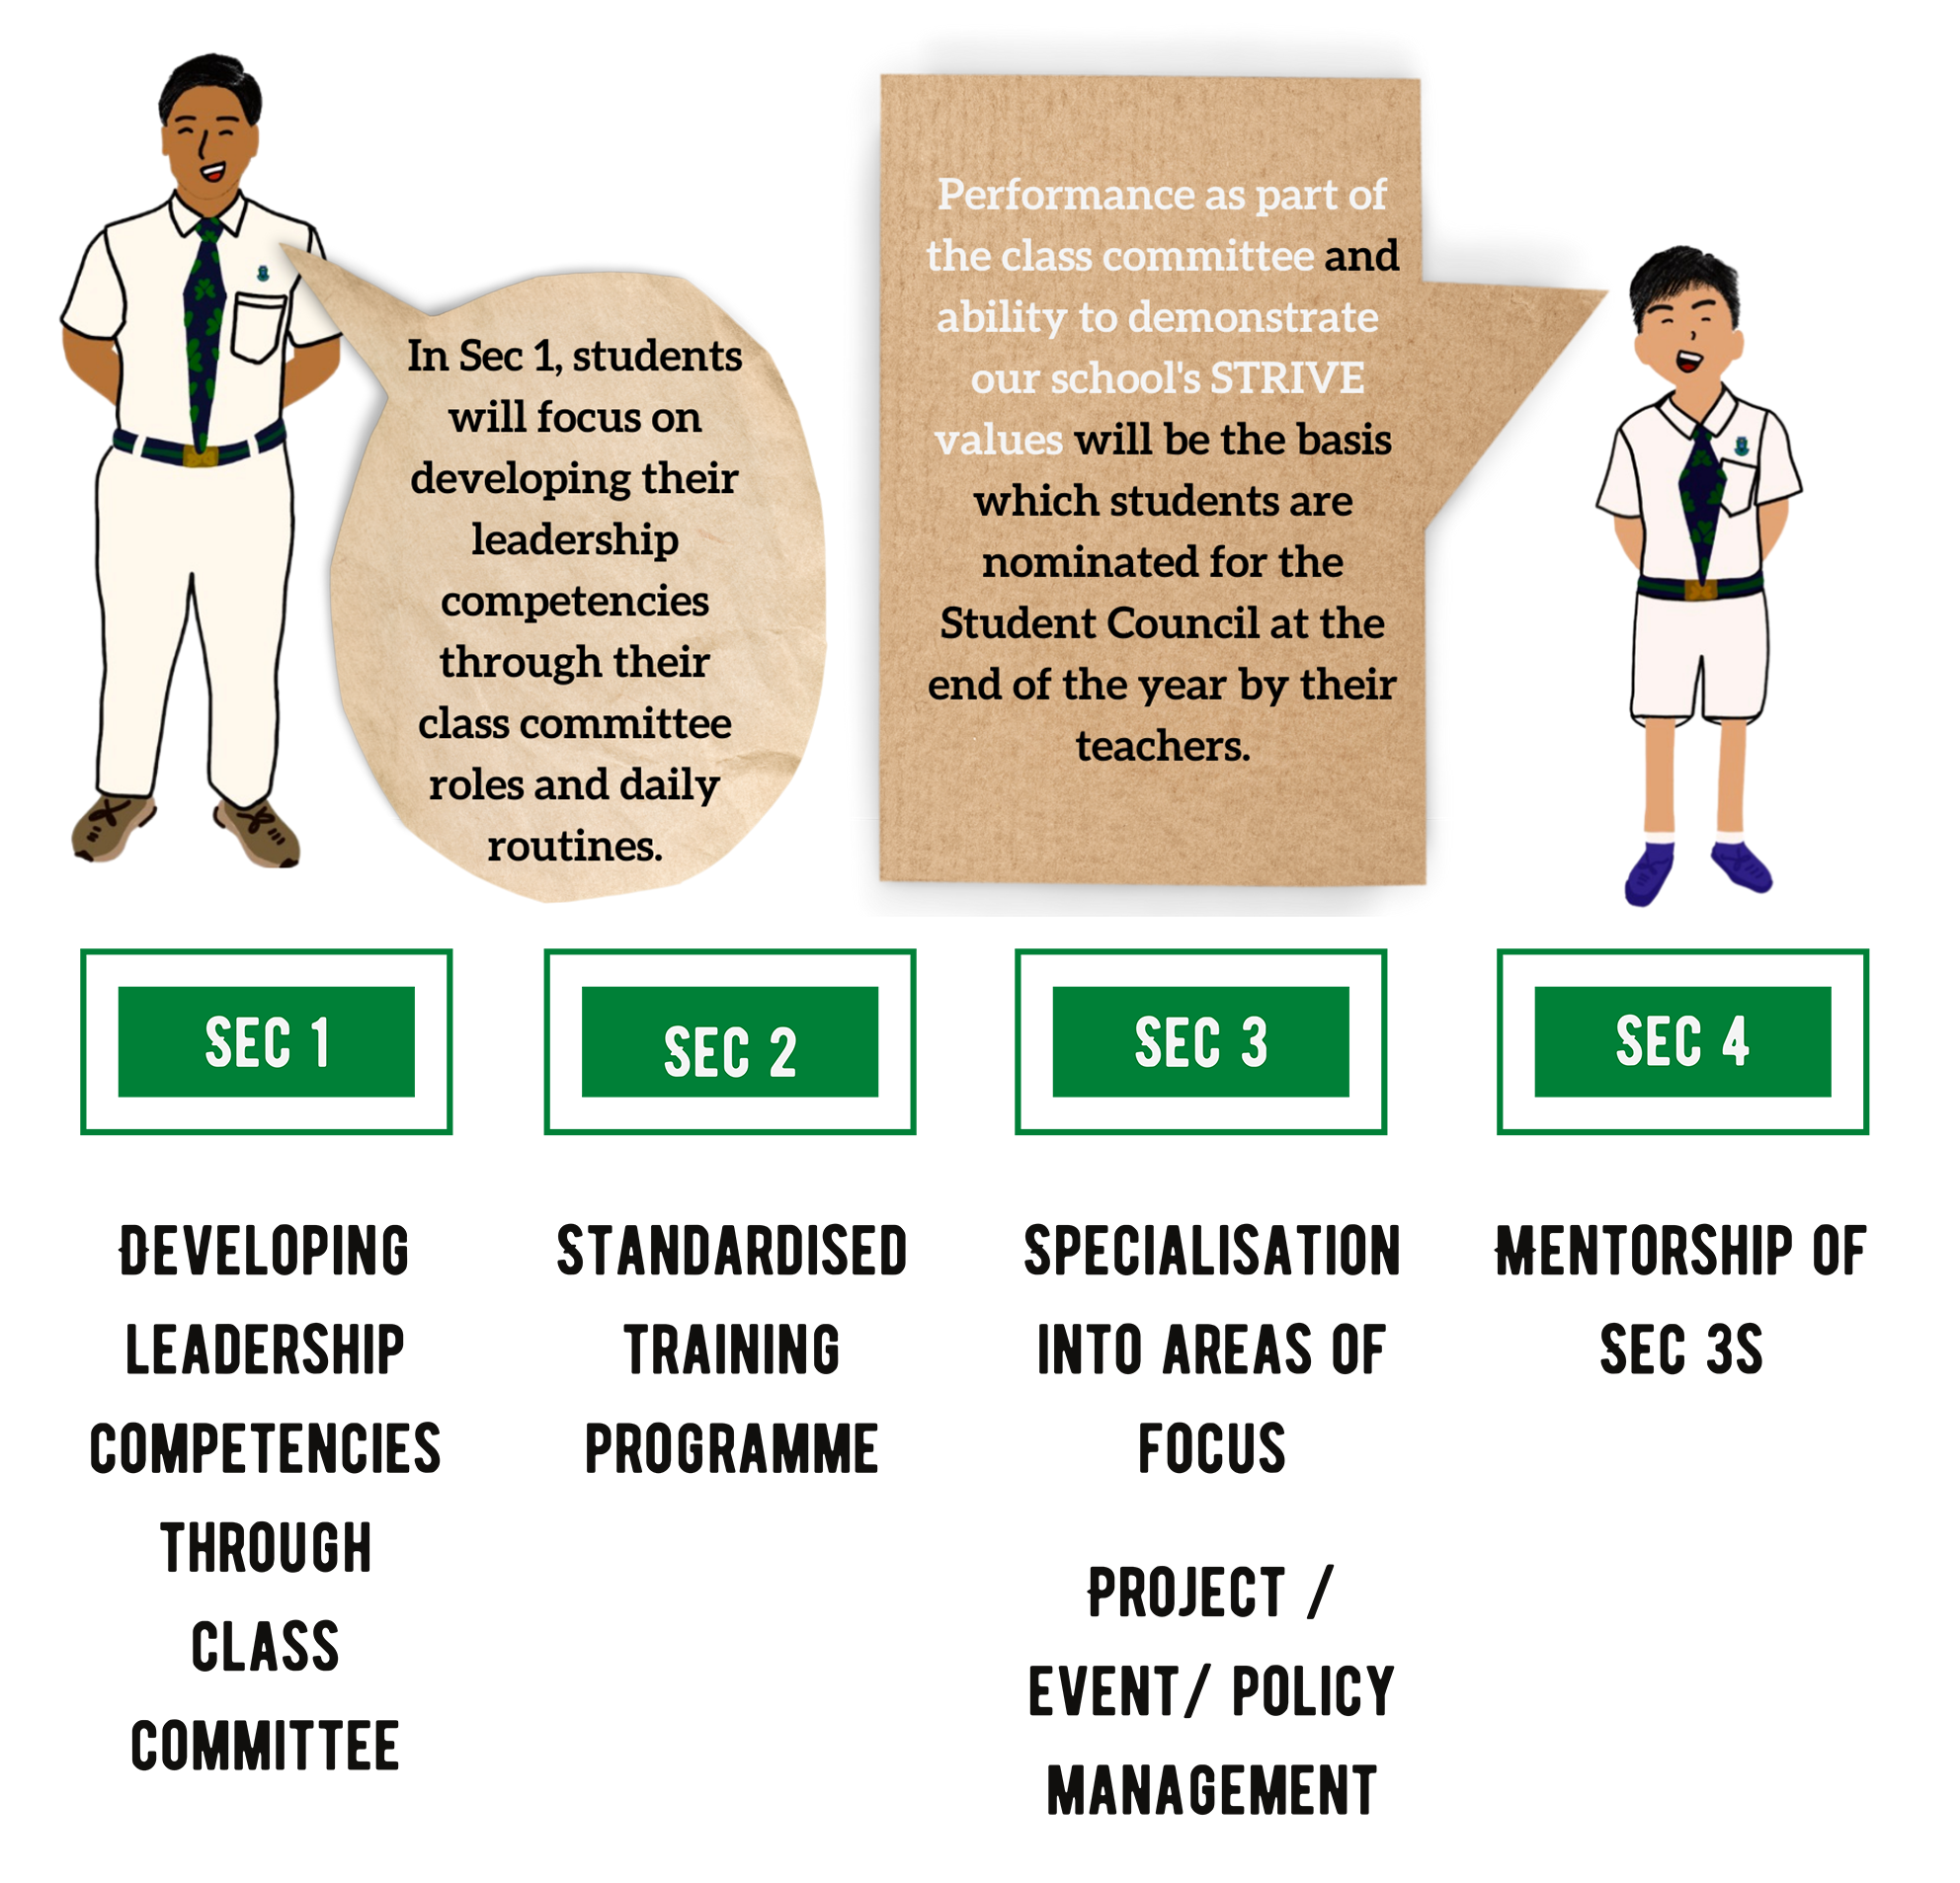 In Sec 1, students
will focus on
developing their
leadership
competencies
through their
class committee
roles and daily
routines.
Performance as part of
the class committee and
ability to demonstrate
our school's STRIVE
values will be the basis
which students are
nominated for the
Student Council at the
end of the year by their
teachers.
SEC 1
DEVELOPING
LEADERSHIP
COMPETENCIES
THROUGH
CLASS
COMMITTEE
SEC 2
STANDARDISED
TRAINING
PROGRAMME
SEC 3
SPECIALISATION
INTO AREAS OF
FOCUS
PROJECT /
EVENT/ POLICY
MANAGEMENT
SEC 4
MENTORSHIP OF
SEC 3S